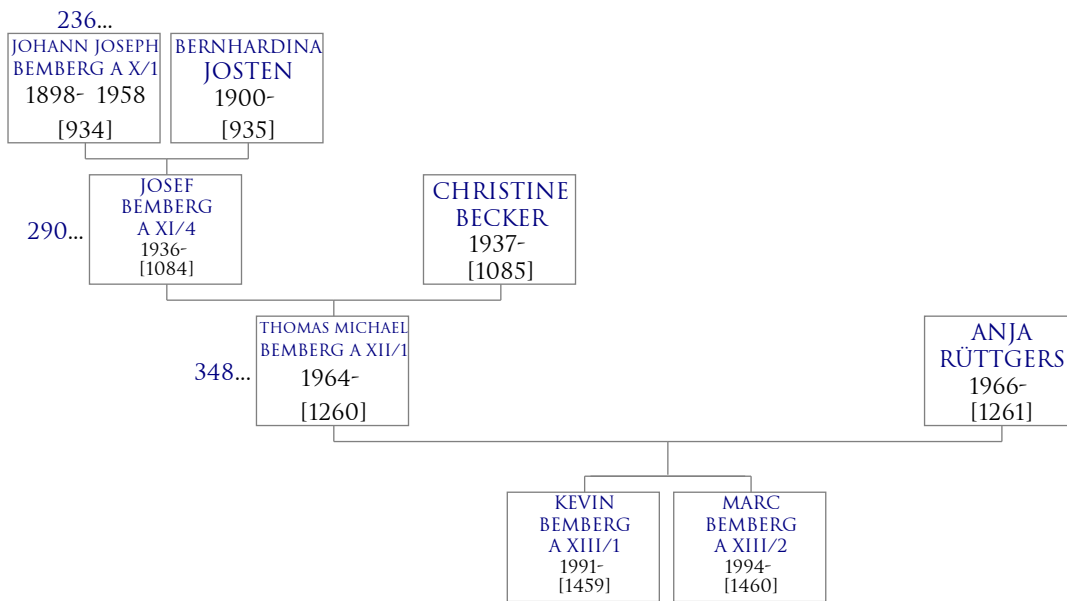 236...
JOHANN JOSEPH
BEMBERG A X/1
1898- 1958
[934]
BERNHARDINA
JOSTEN
1900-
[935]
290...
JOSEF
BEMBERG
A XI/4
1936-
[1084]
CHRISTINE
BECKER
1937-
[1085]
348...
THOMAS MICHAEL
BEMBERG A XII/1
1964-
[1260]
ANJA
RÜTTGERS
1966-
[1261]
KEVIN
BEMBERG
A XIII/1
1991-
[1459]
MARC
BEMBERG
A XIII/2
1994-
[1460]